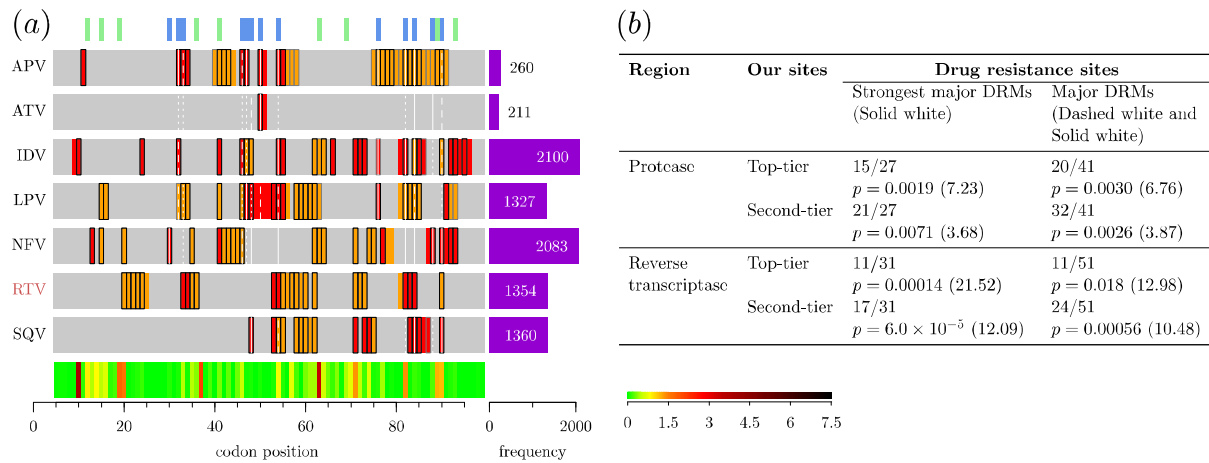 (a)
APV
260
ATV
211
IDV
2100
LPV
1327
NFV
2083
RTV
1354
SQV
1360
0 20 40 60 80 0 1000 2000
codon position frequency
(b)
Region Our sites Drug resistance sites
Strongest major DRMs Major DRMs
(Solid white) (Dashed white and
Solid white)
Protease Top-tier 15/27 20/41
p = 0.0019 (7.23) p = 0.0030 (6.76)
Second-tier 21/27 32/41
p = 0.0071 (3.68) p = 0.0026 (3.87)
Reverse Top-tier 11/31 11/51
transcriptase p = 0.00014 (21.52) p = 0.018 (12.98)
Second-tier 17/31 24/51
p = 6.0 × 10⁻⁵ (12.09) p = 0.00056 (10.48)
0 1.5 3 4.5 6 7.5